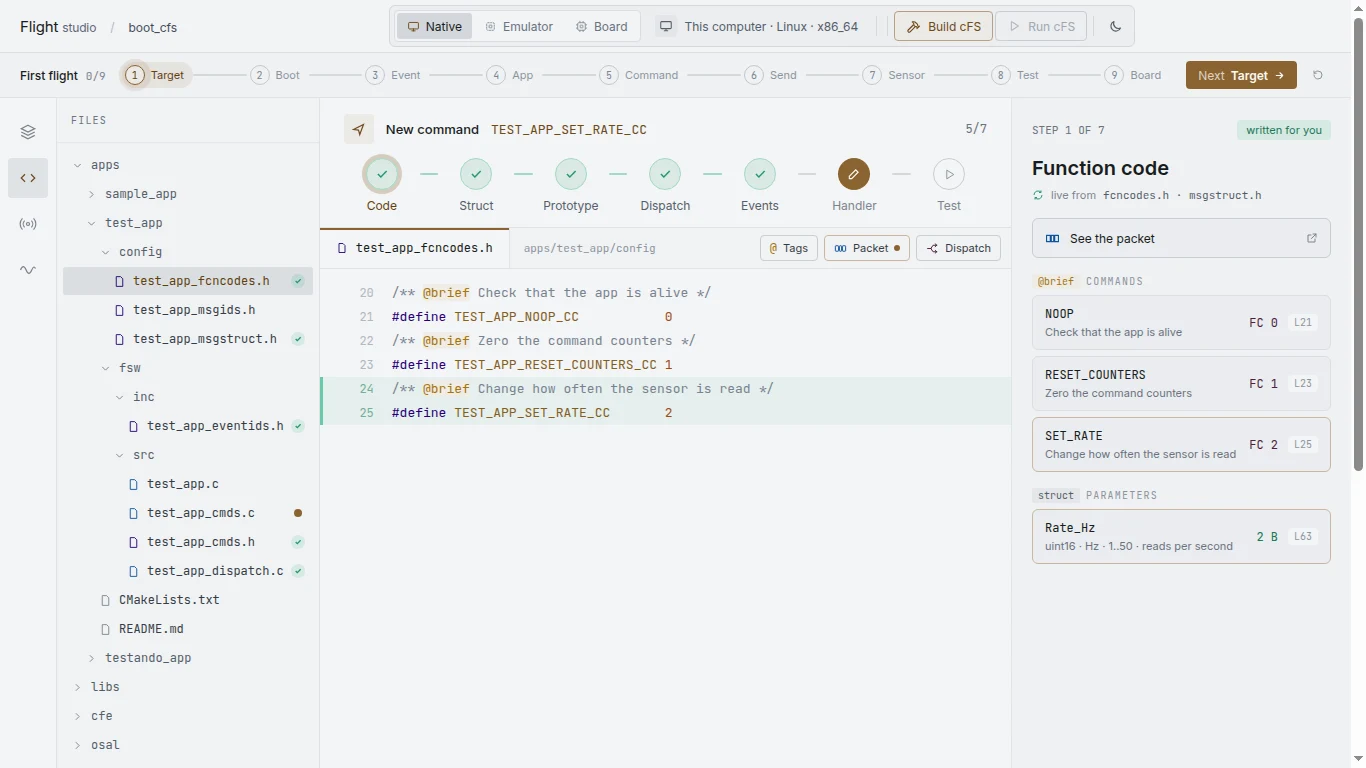 Flight studio / boot_cfs
Native Emulator Board This computer · Linux · x86_64 Build cFS Run cFS
First flight 0/9 1 Target 2 Boot 3 Event 4 App 5 Command 6 Send 7 Sensor 8 Test 9 Board Next Target →
FILES
apps
sample_app
test_app
config
test_app_fcncodes.h
test_app_msgids.h
test_app_msgstruct.h
fsw
inc
test_app_eventids.h
src
test_app.c
test_app_cmds.c
test_app_cmds.h
test_app_dispatch.c
CMakeLists.txt
README.md
testando_app
libs
cfe
osal
New command TEST_APP_SET_RATE_CC 5/7
Code Struct Prototype Dispatch Events Handler Test
test_app_fcncodes.h apps/test_app/config @ Tags Packet Dispatch
20 /** @brief Check that the app is alive */
21 #define TEST_APP_NOOP_CC 0
22 /** @brief Zero the command counters */
23 #define TEST_APP_RESET_COUNTERS_CC 1
24 /** @brief Change how often the sensor is read */
25 #define TEST_APP_SET_RATE_CC 2
STEP 1 OF 7 written for you
Function code
live from fcncodes.h · msgstruct.h
See the packet
@brief COMMANDS
NOOP
Check that the app is alive
FC 0 L21
RESET_COUNTERS
Zero the command counters
FC 1 L23
SET_RATE
Change how often the sensor is read
FC 2 L25
struct PARAMETERS
Rate_Hz
uint16 · Hz · 1..50 · reads per second
2 B L63